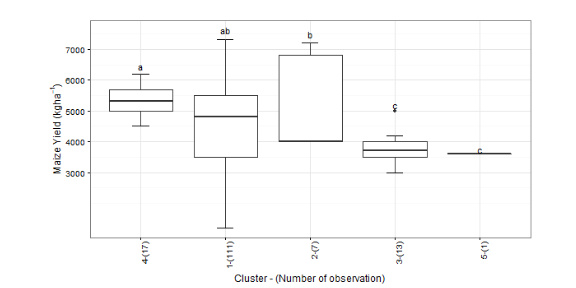 a
ab
b
c
c
7000
6000
5000
4000
3000
Maize Yield (kgha⁻¹)
4-(17)
1-(111)
2-(7)
3-(13)
5-(1)
Cluster - (Number of observation)